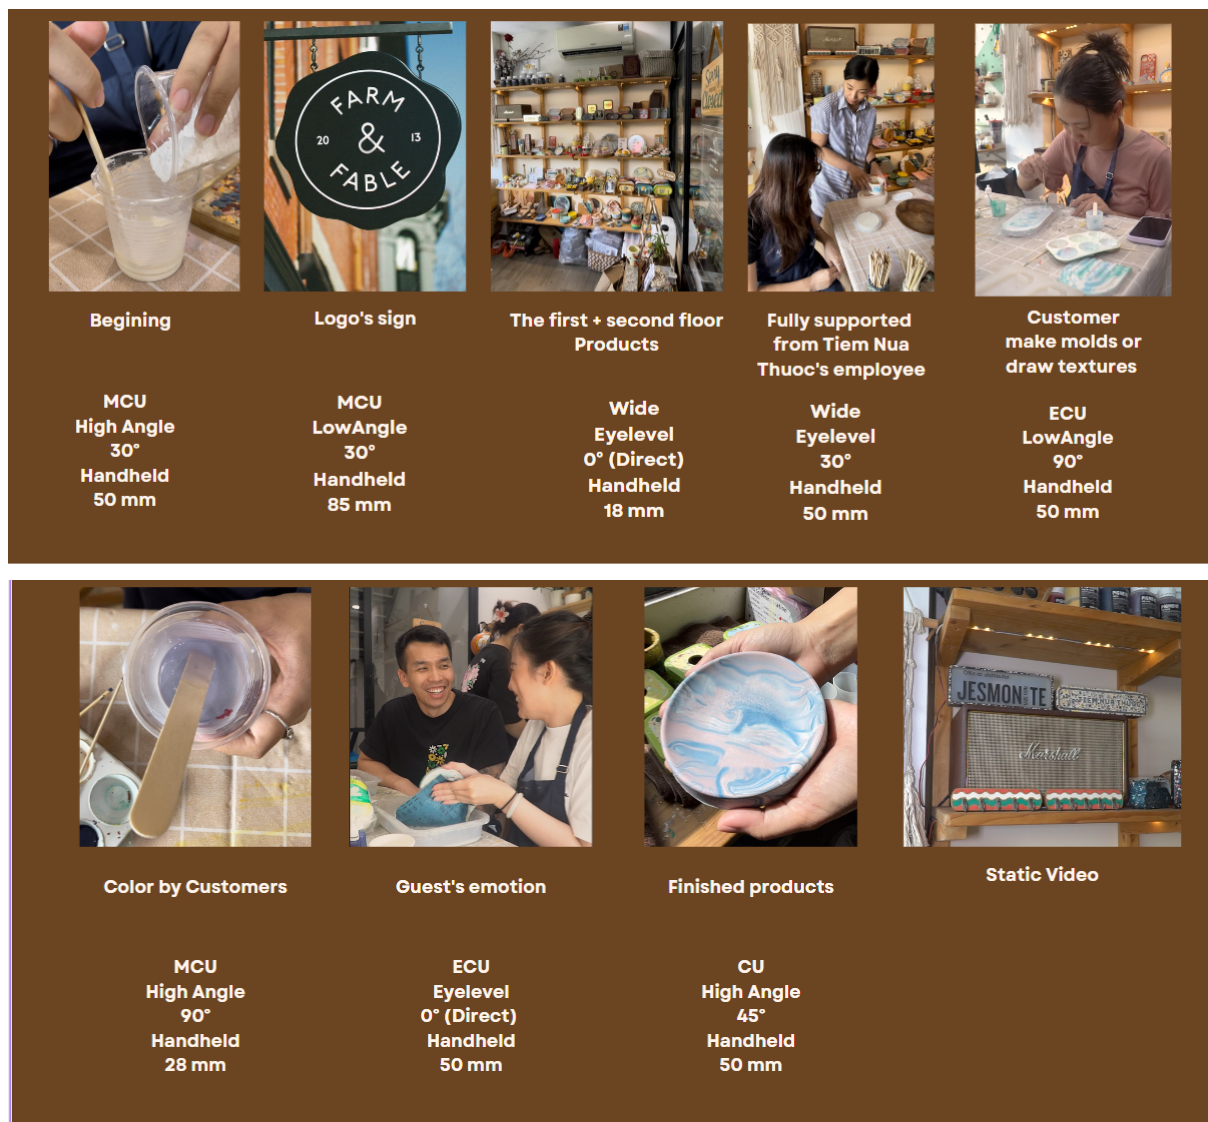 FARM
20 & 13
FABLE
Sorry
Begining
MCU
High Angle
30°
Handheld
50 mm
Logo's sign
MCU
LowAngle
30°
Handheld
85 mm
The first + second floor
Products
Wide
Eyelevel
0° (Direct)
Handheld
18 mm
Fully supported
from Tiem Nua
Thuoc's employee
Wide
Eyelevel
30°
Handheld
50 mm
Customer
make molds or
draw textures
ECU
LowAngle
90°
Handheld
50 mm
Color by Customers
MCU
High Angle
90°
Handheld
28 mm
Guest's emotion
ECU
Eyelevel
0° (Direct)
Handheld
50 mm
Finished products
CU
High Angle
45°
Handheld
50 mm
JESMONITE
Marshall
Static Video